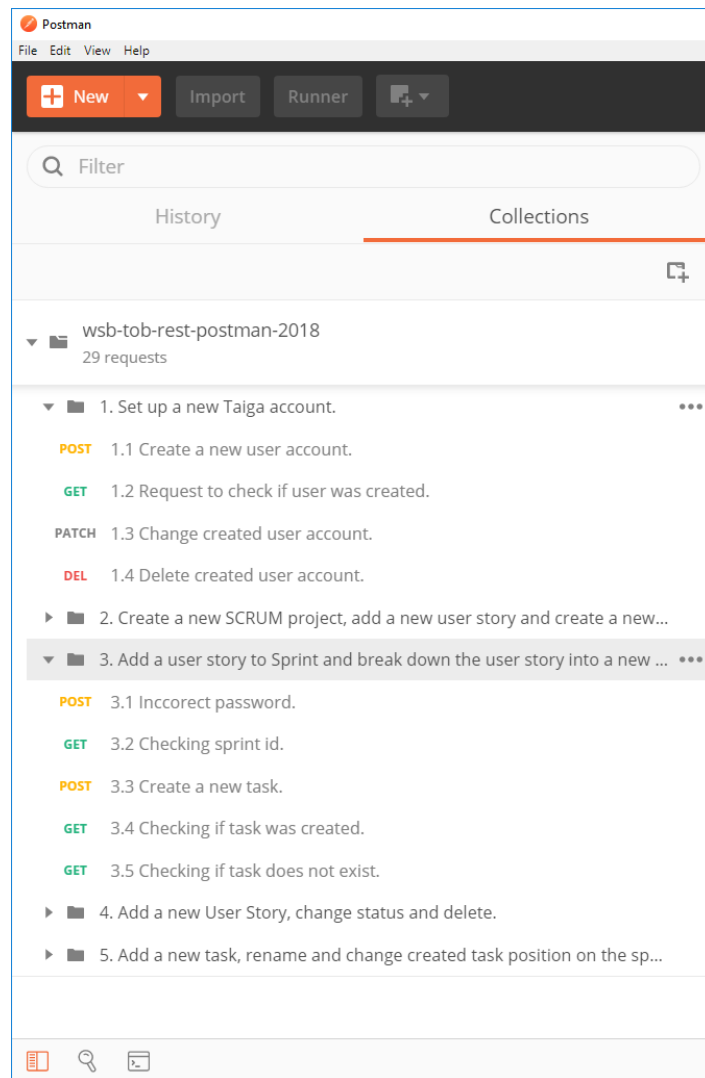 Postman
File Edit View Help
New Import Runner
Filter
History Collections
wsb-tob-rest-postman-2018
29 requests
1. Set up a new Taiga account.
POST 1.1 Create a new user account.
GET 1.2 Request to check if user was created.
PATCH 1.3 Change created user account.
DEL 1.4 Delete created user account.
2. Create a new SCRUM project, add a new user story and create a new...
3. Add a user story to Sprint and break down the user story into a new ...
POST 3.1 Inccorect password.
GET 3.2 Checking sprint id.
POST 3.3 Create a new task.
GET 3.4 Checking if task was created.
GET 3.5 Checking if task does not exist.
4. Add a new User Story, change status and delete.
5. Add a new task, rename and change created task position on the sp...